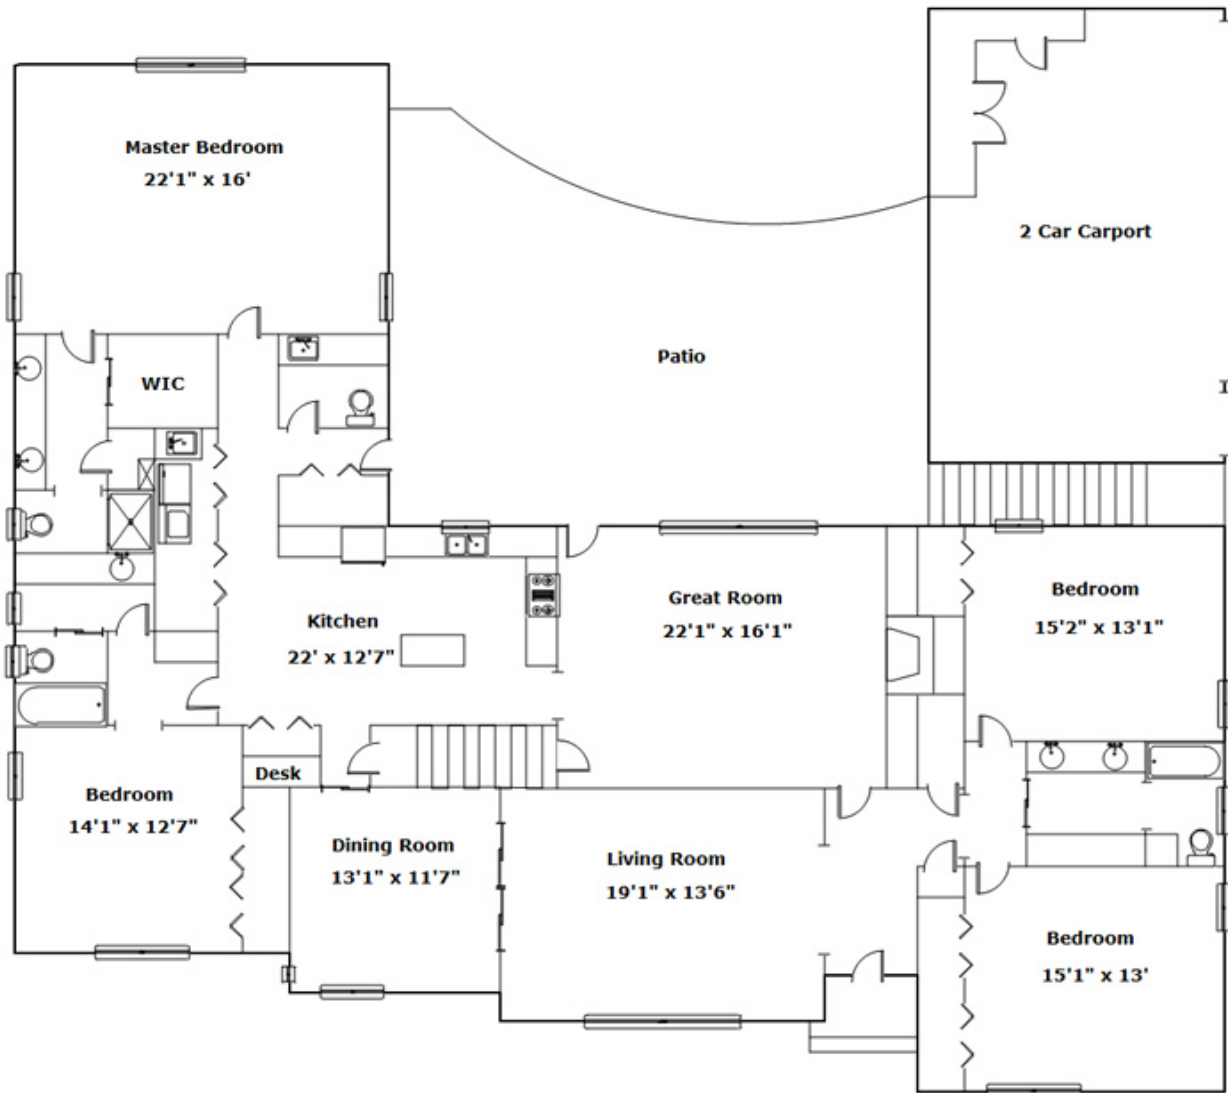 Master Bedroom
22'1" x 16'
2 Car Carport
Patio
WIC
Kitchen
22' x 12'7"
Great Room
22'1" x 16'1"
Bedroom
15'2" x 13'1"
Desk
Bedroom
14'1" x 12'7"
Dining Room
13'1" x 11'7"
Living Room
19'1" x 13'6"
Bedroom
15'1" x 13'